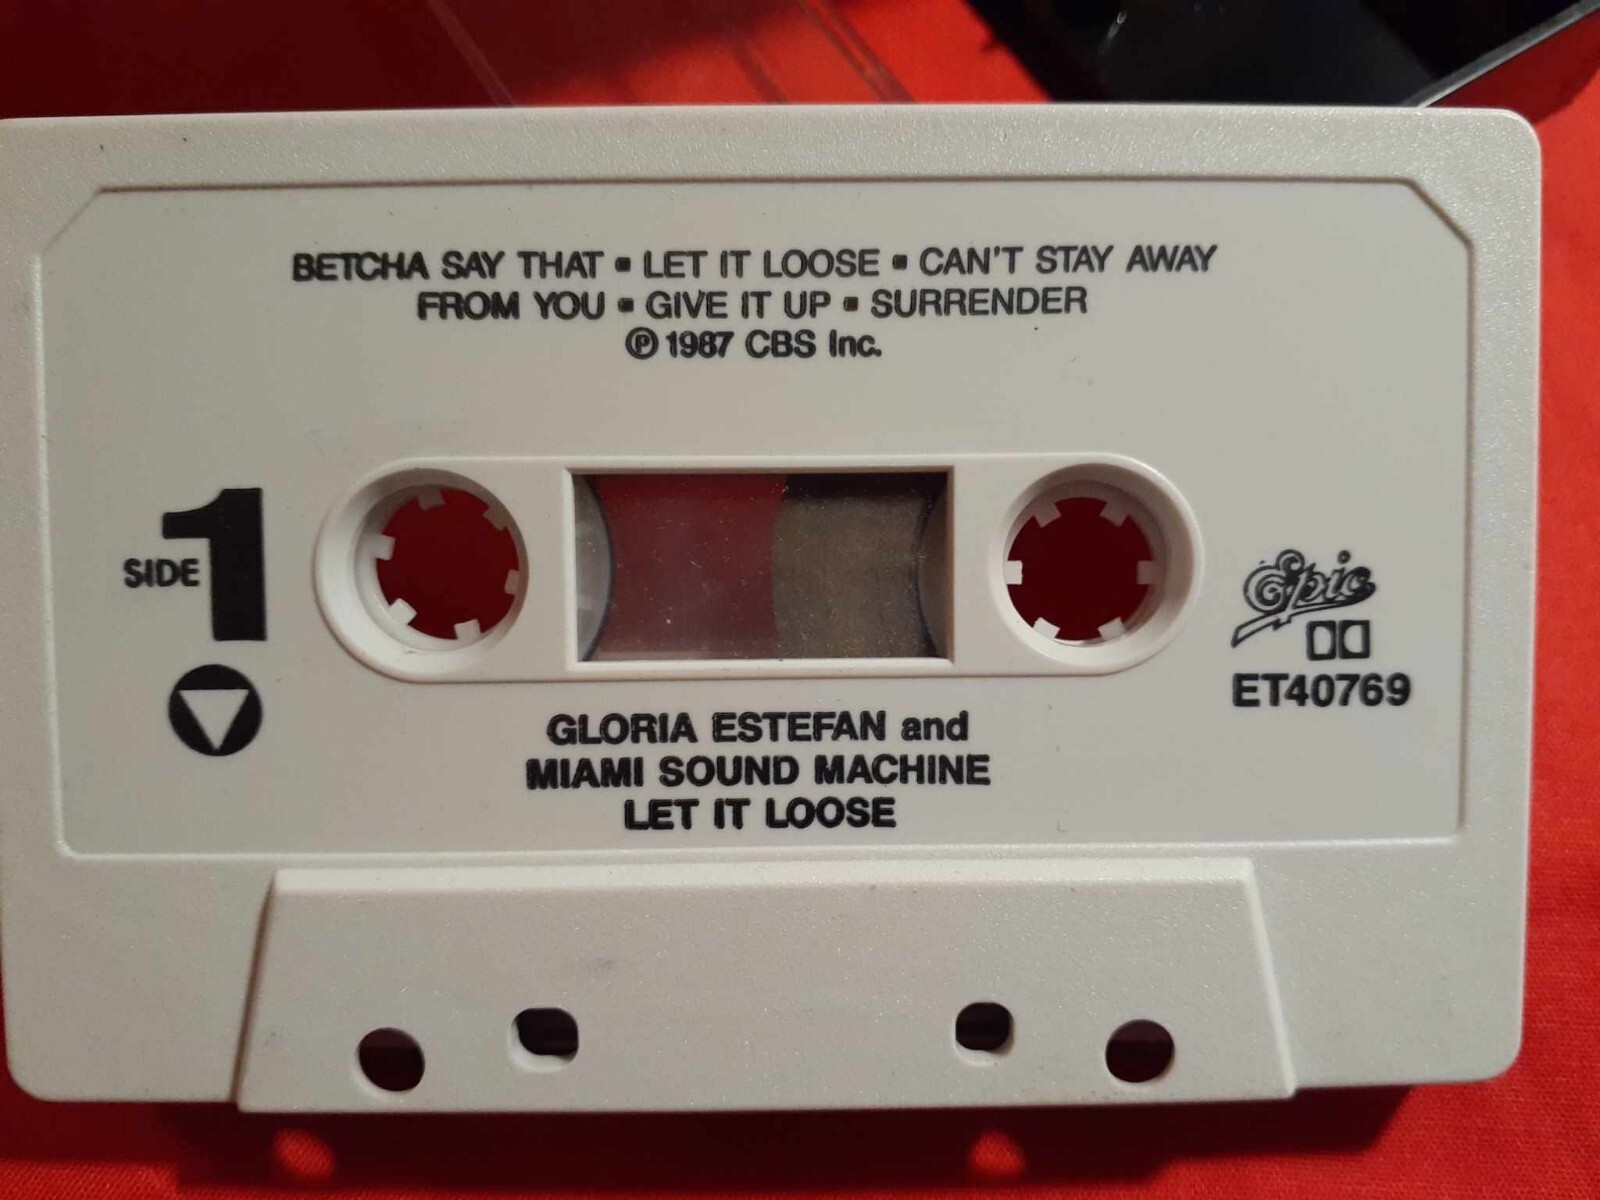 BETCHA SAY THAT ▪ LET IT LOOSE ▪ CAN'T STAY AWAY
FROM YOU ▪ GIVE IT UP ▪ SURRENDER
℗ 1987 CBS Inc.
SIDE 1
Epic
ET40769
GLORIA ESTEFAN and
MIAMI SOUND MACHINE
LET IT LOOSE